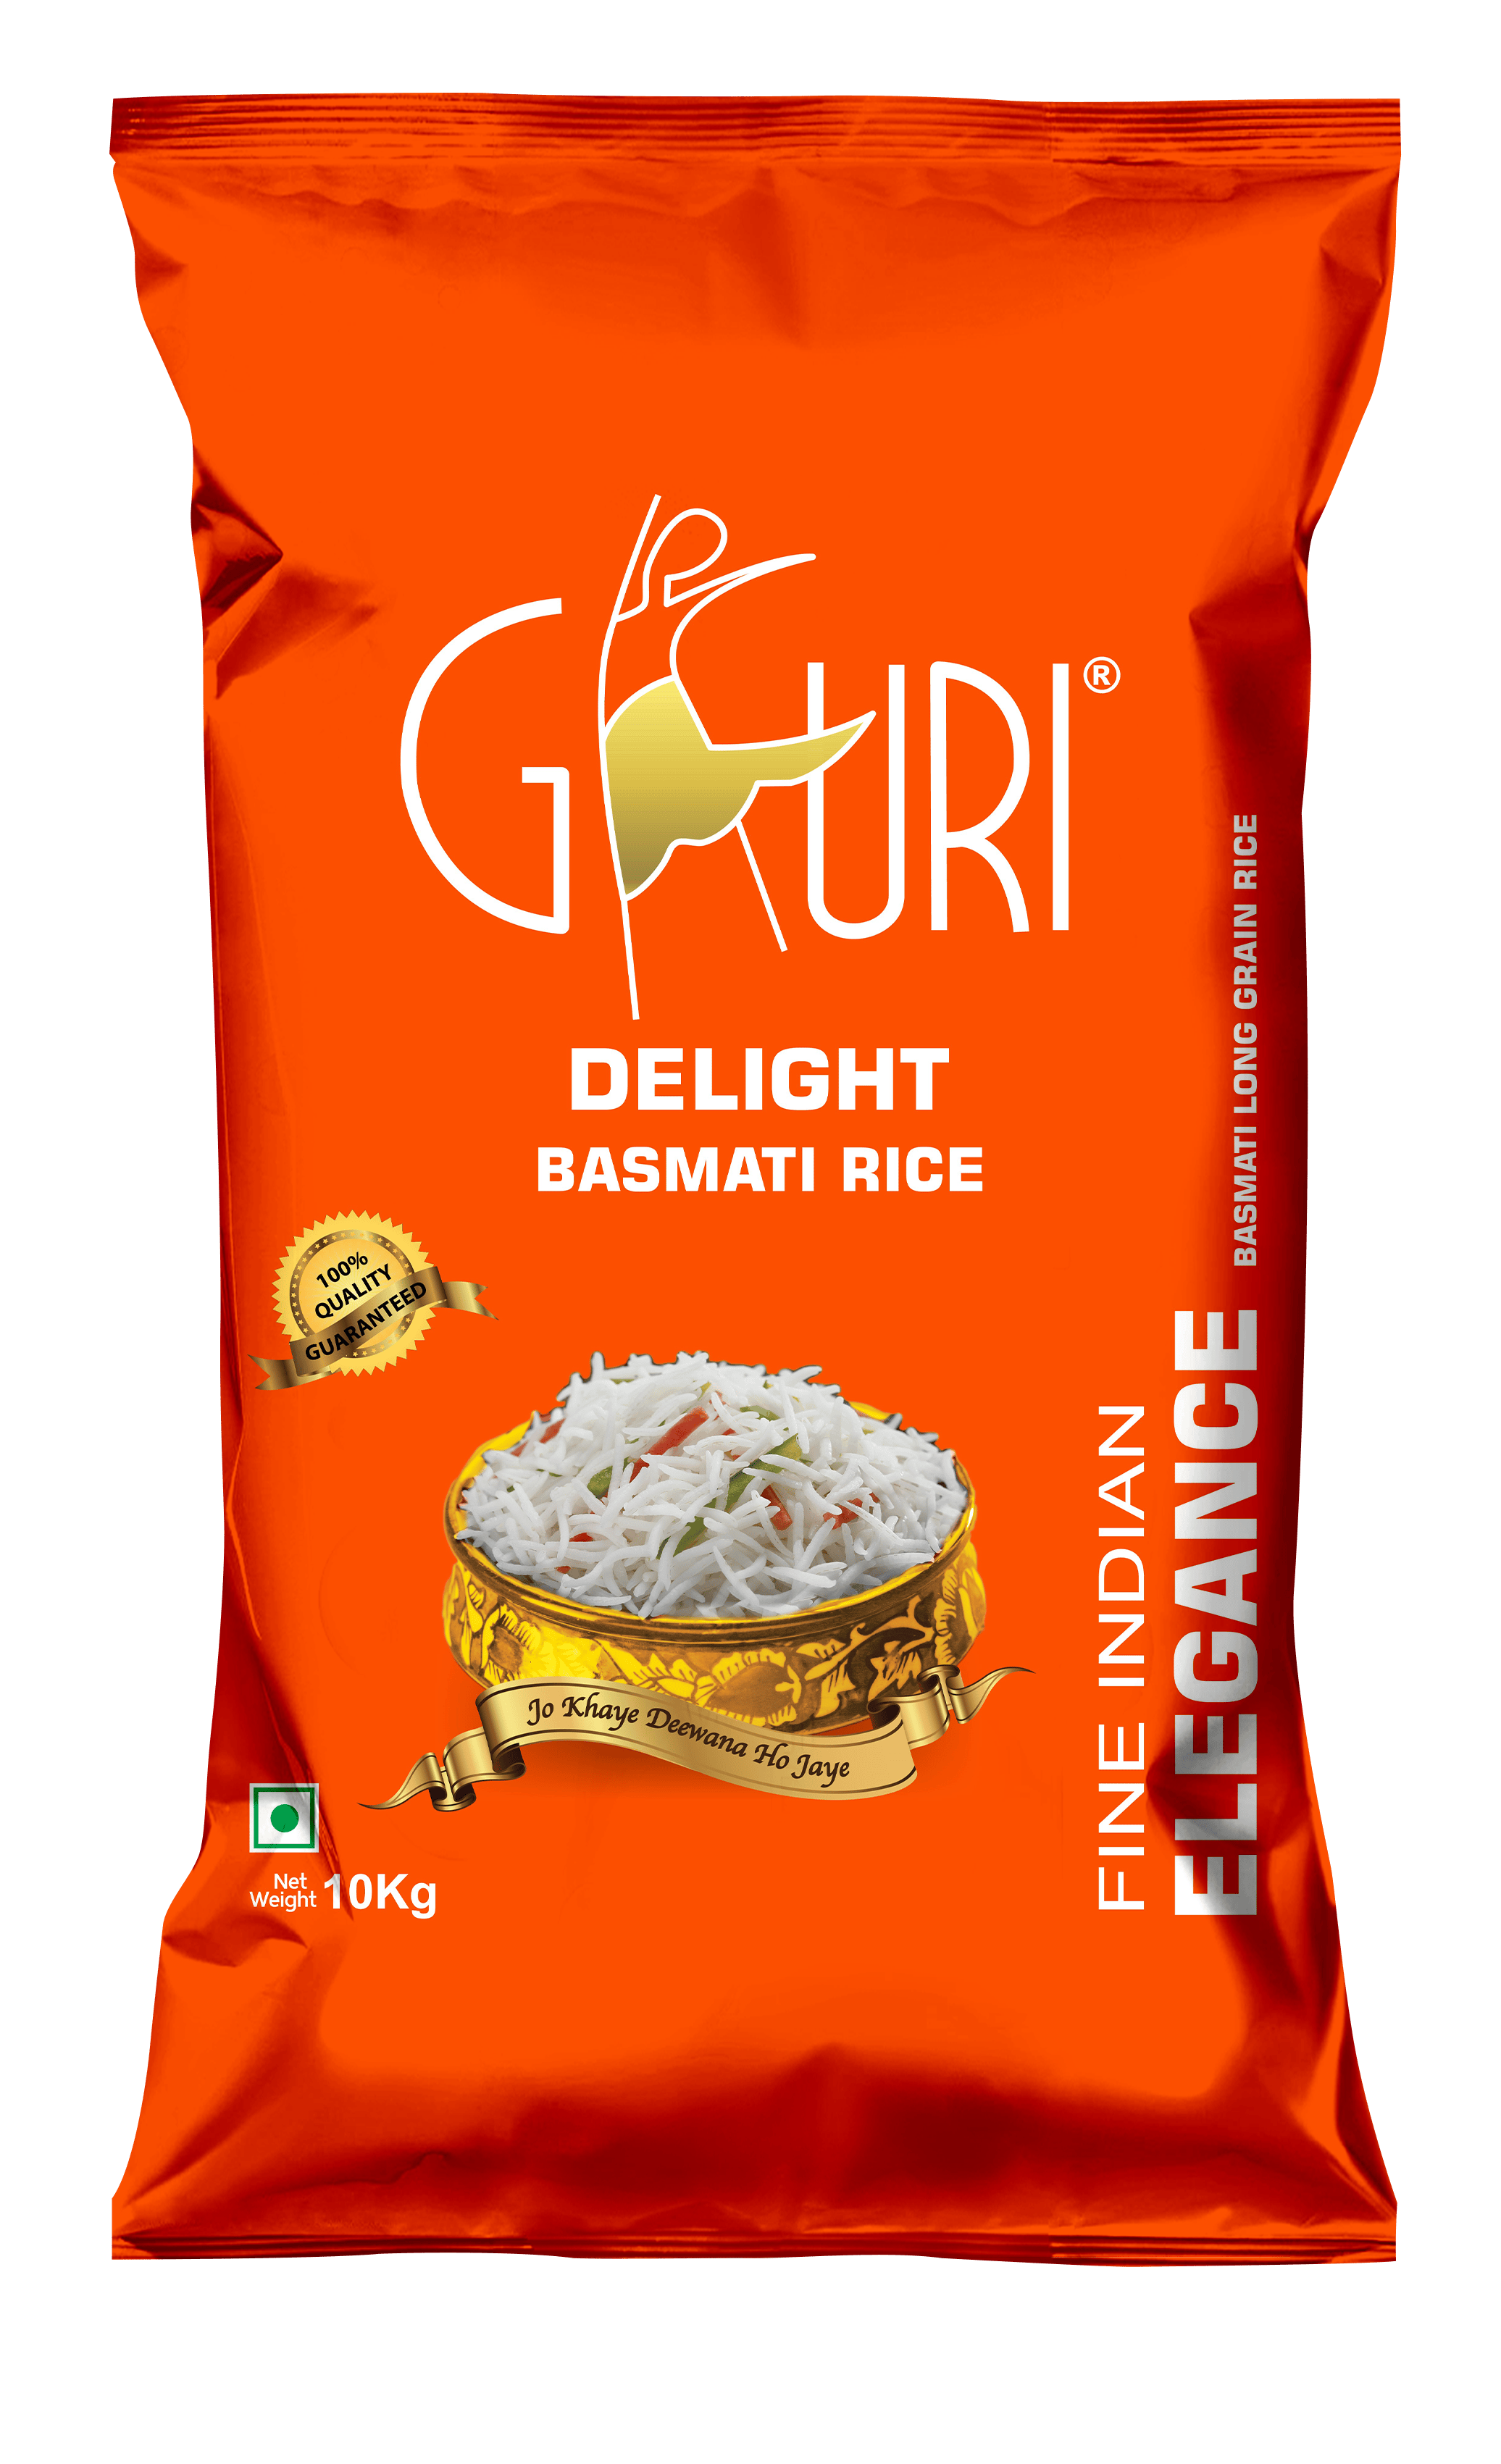 GAURI®
DELIGHT
BASMATI RICE
100%
QUALITY
GUARANTEED
Jo Khaye Deewana Ho Jaye
Net
Weight 10Kg
FINE INDIAN
ELEGANCE BASMATI LONG GRAIN RICE